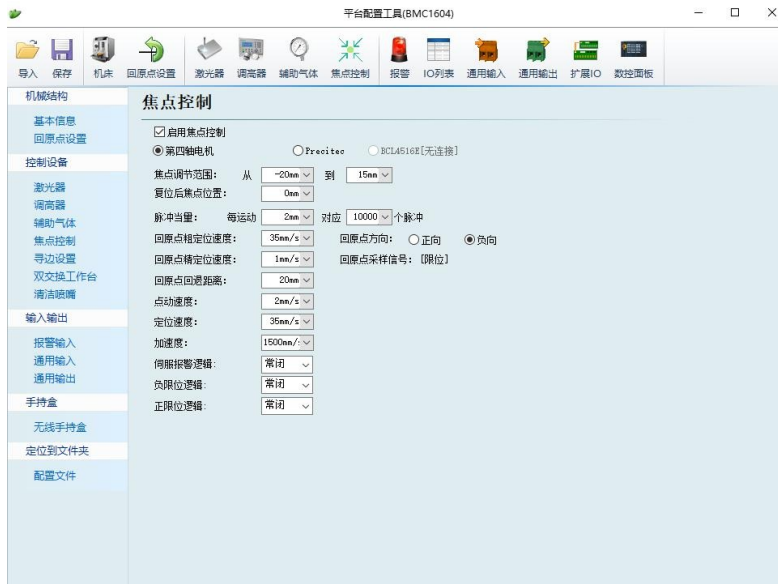 平台配置工具(BMC1604)
导入 保存 机床 回原点设置 激光器 调高器 辅助气体 焦点控制 报警 IO列表 通用输入 通用输出 扩展IO 数控面板
机械结构
基本信息
回原点设置
控制设备
激光器
调高器
辅助气体
焦点控制
寻边设置
双交换工作台
清洁喷嘴
输入输出
报警输入
通用输入
通用输出
手持盒
无线手持盒
定位到文件夹
配置文件
焦点控制
启用焦点控制
第四轴电机 Precitec BCL4516E[无连接]
焦点调节范围: 从 -20mm 到 15mm
复位后焦点位置: 0mm
脉冲当量: 每运动 2mm 对应 10000 个脉冲
回原点粗定位速度: 35mm/s 回原点方向: 正向 负向
回原点精定位速度: 1mm/s 回原点采样信号: [限位]
回原点回退距离: 20mm
点动速度: 2mm/s
定位速度: 35mm/s
加速度: 1500mm/s
伺服报警逻辑: 常闭
负限位逻辑: 常闭
正限位逻辑: 常闭